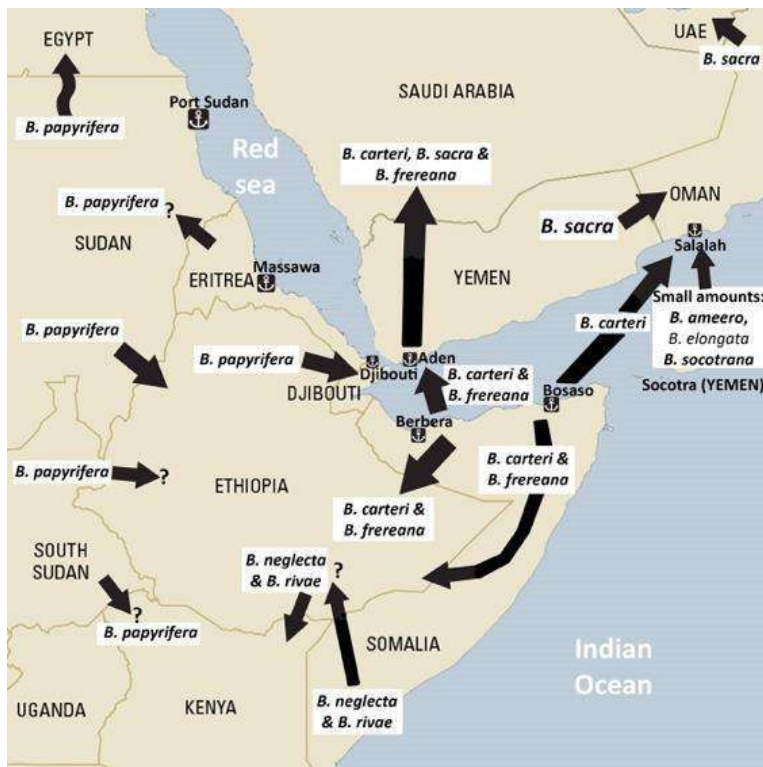 EGYPT
UAE
B. sacra
B. papyrifera
Port Sudan
SAUDI ARABIA
Red
sea
B. carteri, B. sacra &
B. frereana
B. papyrifera?
OMAN
B. sacra
SUDAN
Salalah
Massawa
ERITREA
YEMEN
Small amounts:
B. ameero,
B. elongata
B. socotrana
B. carteri
B. papyrifera
B. papyrifera
Aden
Djibouti
DJIBOUTI
B. carteri &
B. frereana
Socotra (YEMEN)
Bosaso
Berbera
B. carteri &
B. frereana
B. papyrifera
?
ETHIOPIA
B. carteri &
B. frereana
SOUTH
SUDAN
B. neglecta
& B. rivae
?
?
B. papyrifera
SOMALIA
Indian
Ocean
UGANDA
KENYA
B. neglecta
& B. rivae